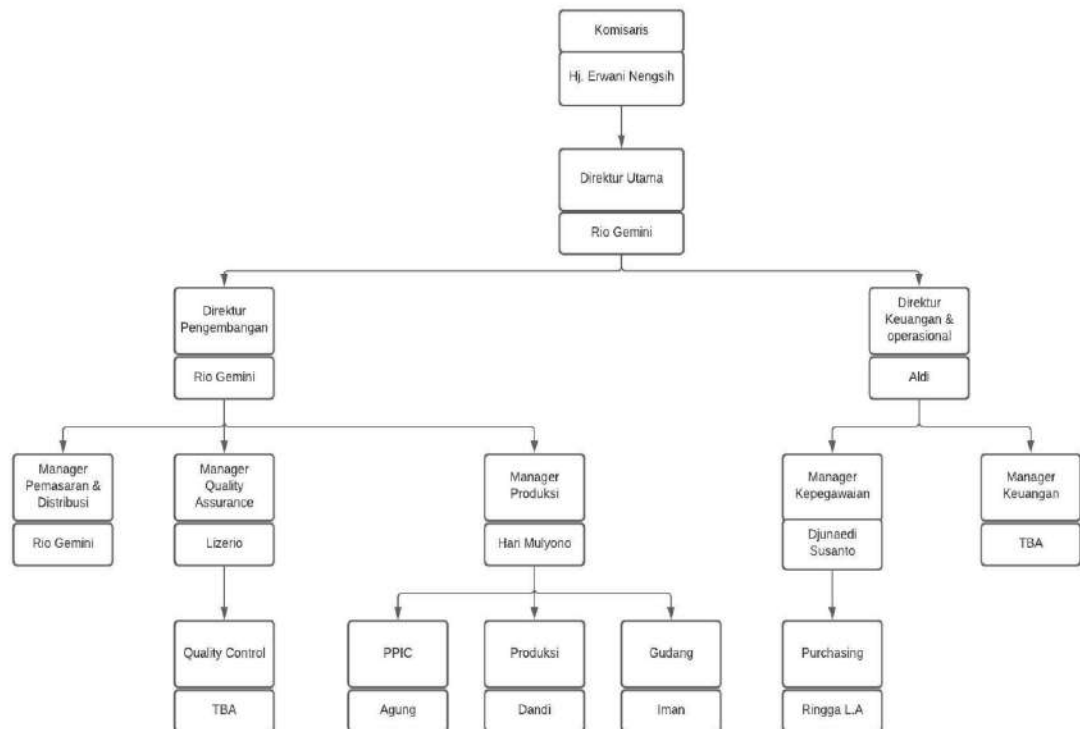 Komisaris
Hj. Erwani Nengsih
Direktur Utama
Rio Gemini
Direktur
Pengembangan
Rio Gemini
Direktur
Keuangan &
operasional
Aldi
Manager
Pemasaran &
Distribusi
Rio Gemini
Manager
Quality
Assurance
Lizerio
Manager
Produksi
Hari Mulyono
Manager
Kepegawaian
Djunaedi
Susanto
Manager
Keuangan
TBA
Quality Control
TBA
PPIC
Agung
Produksi
Dandi
Gudang
Iman
Purchasing
Ringga L.A